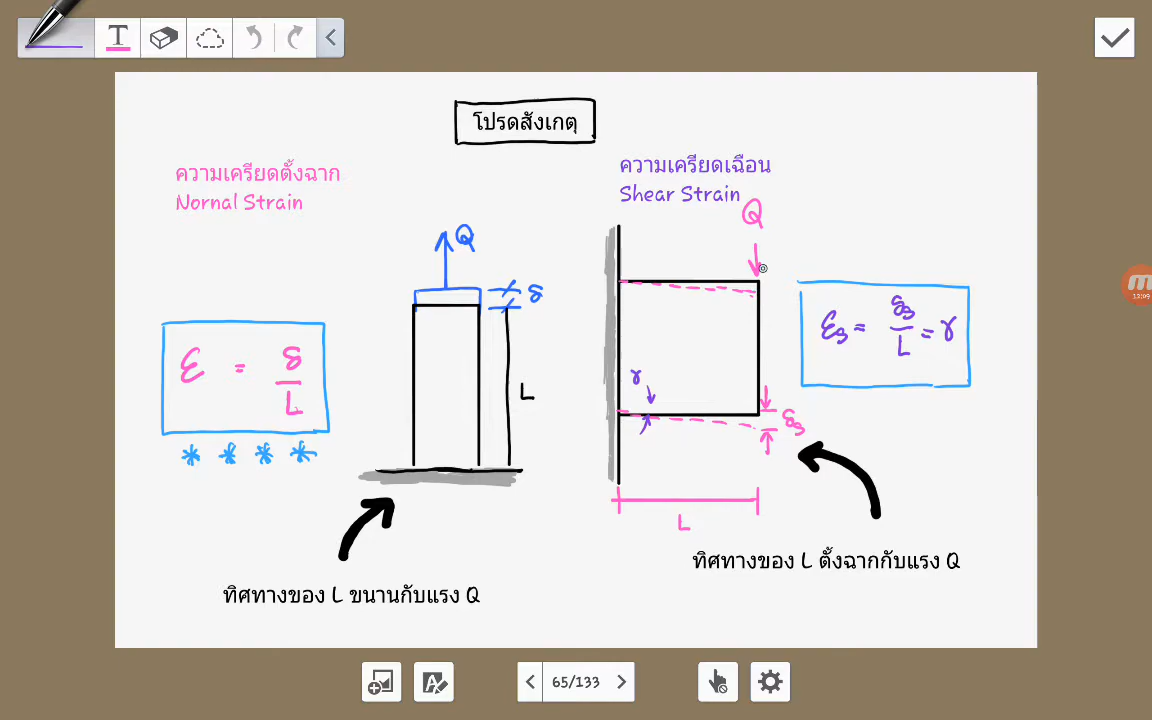 T
โปรดสังเกตุ
ความเครียดตั้งฉาก
Nornal Strain
ความเครียดเฉือน
Shear Strain
Q
Q
δ
13:09
ε = δ / L
εs = δs / L = γ
L
γ
δs
* * * *
L
ทิศทางของ L ตั้งฉากกับแรง Q
ทิศทางของ L ขนานกับแรง Q
65/133